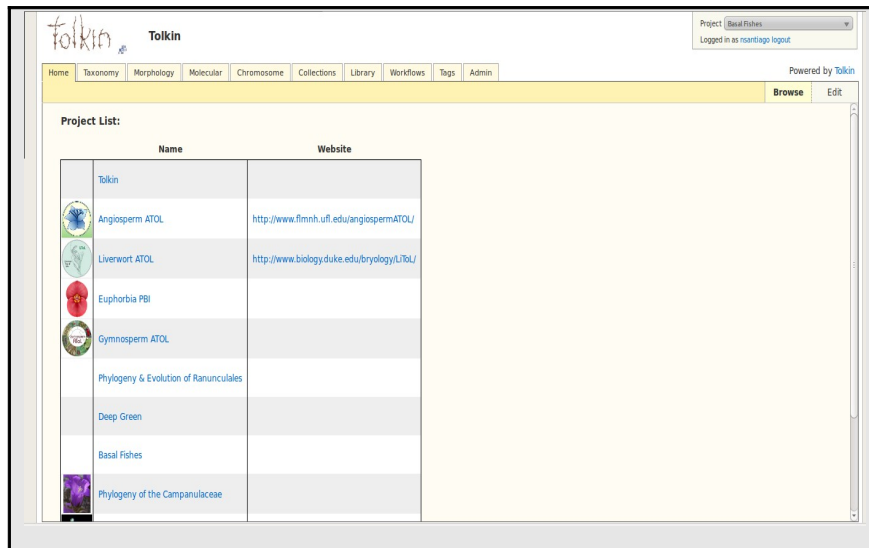 tolkin
Tolkin
Project Basal Fishes
Logged in as nsantiago logout
Home Taxonomy Morphology Molecular Chromosome Collections Library Workflows Tags Admin
Powered by Tolkin
Browse Edit
Project List:
Name Website
Tolkin
Angiosperm ATOL http://www.flmnh.ufl.edu/angiospermATOL/
Liverwort ATOL http://www.biology.duke.edu/bryology/LiToL/
Euphorbia PBI
Gymnosperm ATOL
Phylogeny & Evolution of Ranunculales
Deep Green
Basal Fishes
Phylogeny of the Campanulaceae